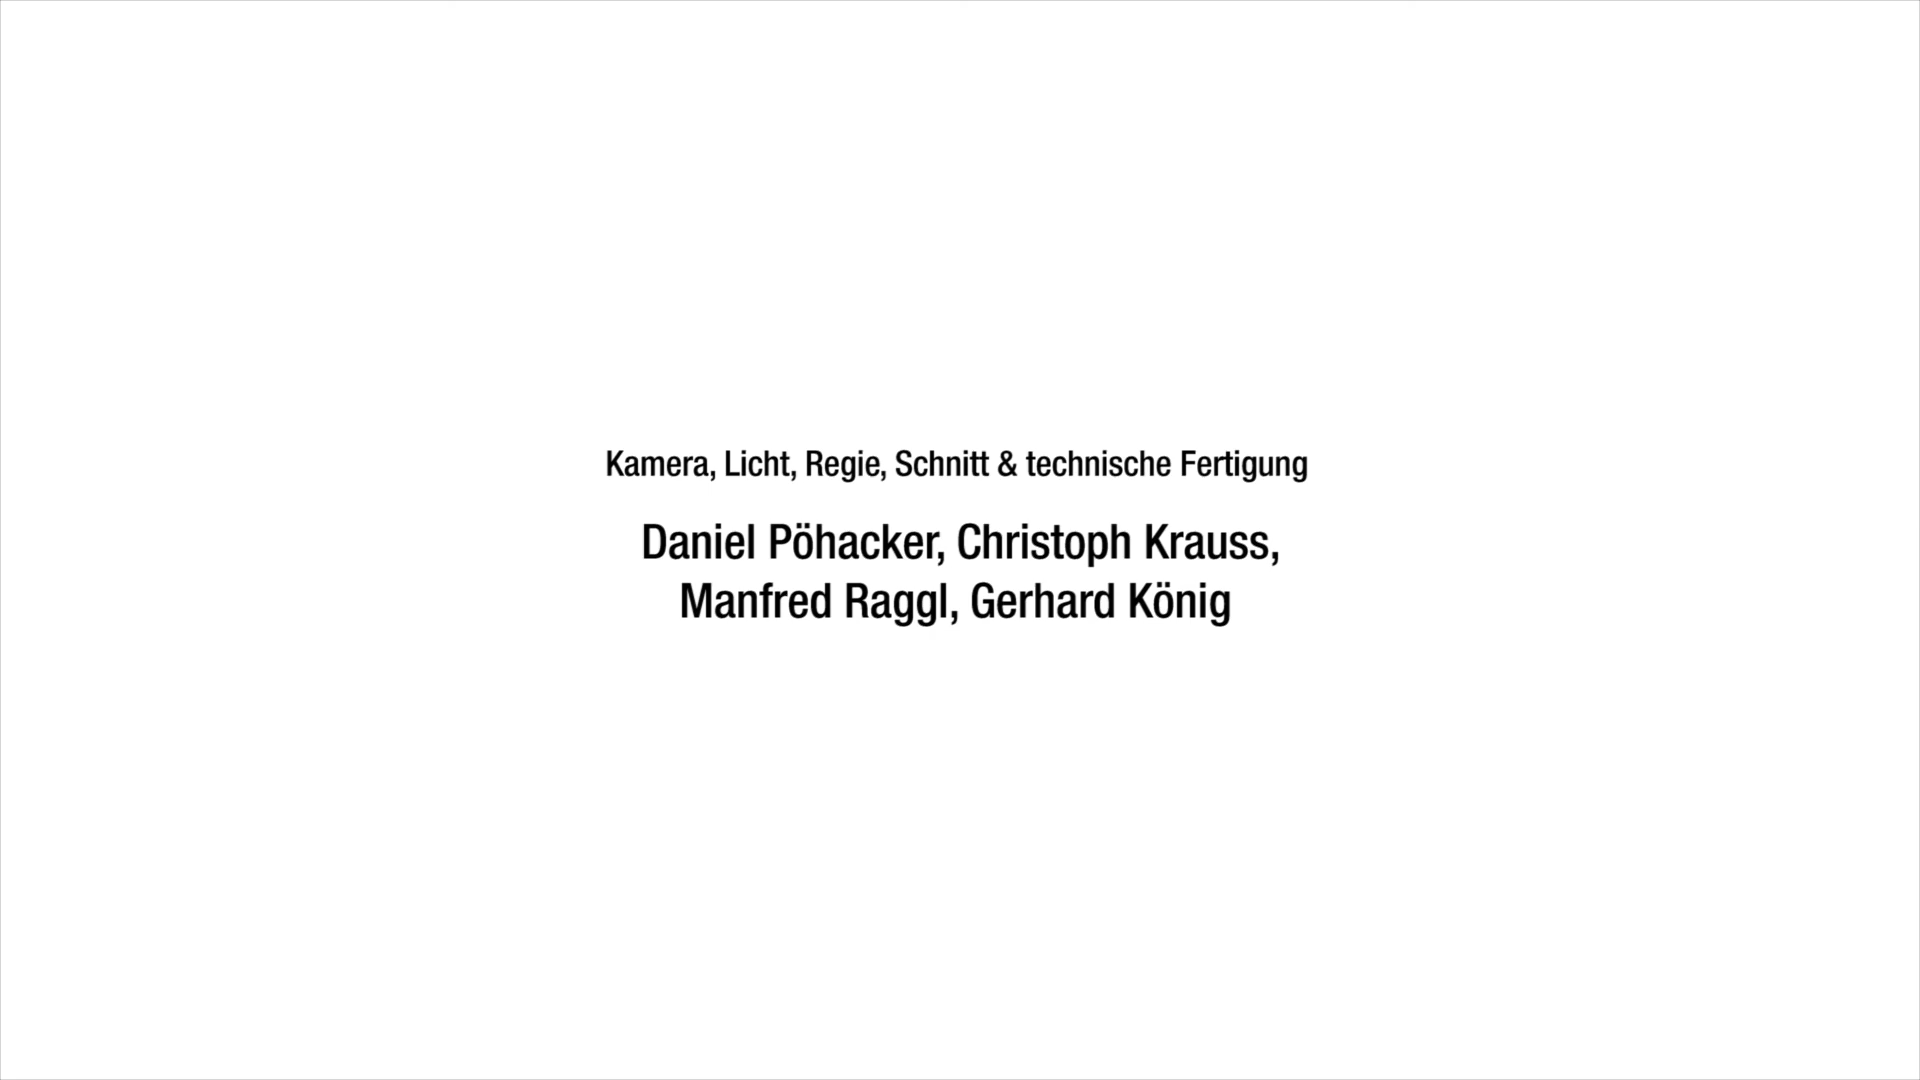 Kamera, Licht, Regie, Schnitt & technische Fertigung
Daniel Pöhacker, Christoph Krauss,
Manfred Raggl, Gerhard König